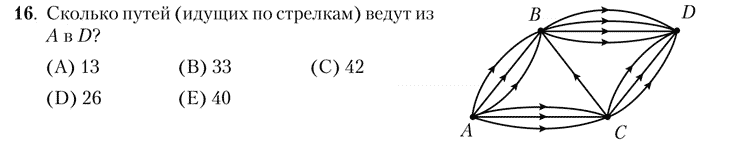 16. Сколько путей (идущих по стрелкам) ведут из
A в D?
(A) 13 (B) 33 (C) 42
(D) 26 (E) 40
B D
A C